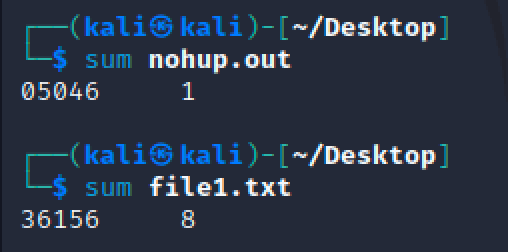 ┌──(kali㉿kali)-[~/Desktop]
└─$ sum nohup.out
05046     1
┌──(kali㉿kali)-[~/Desktop]
└─$ sum file1.txt
36156     8